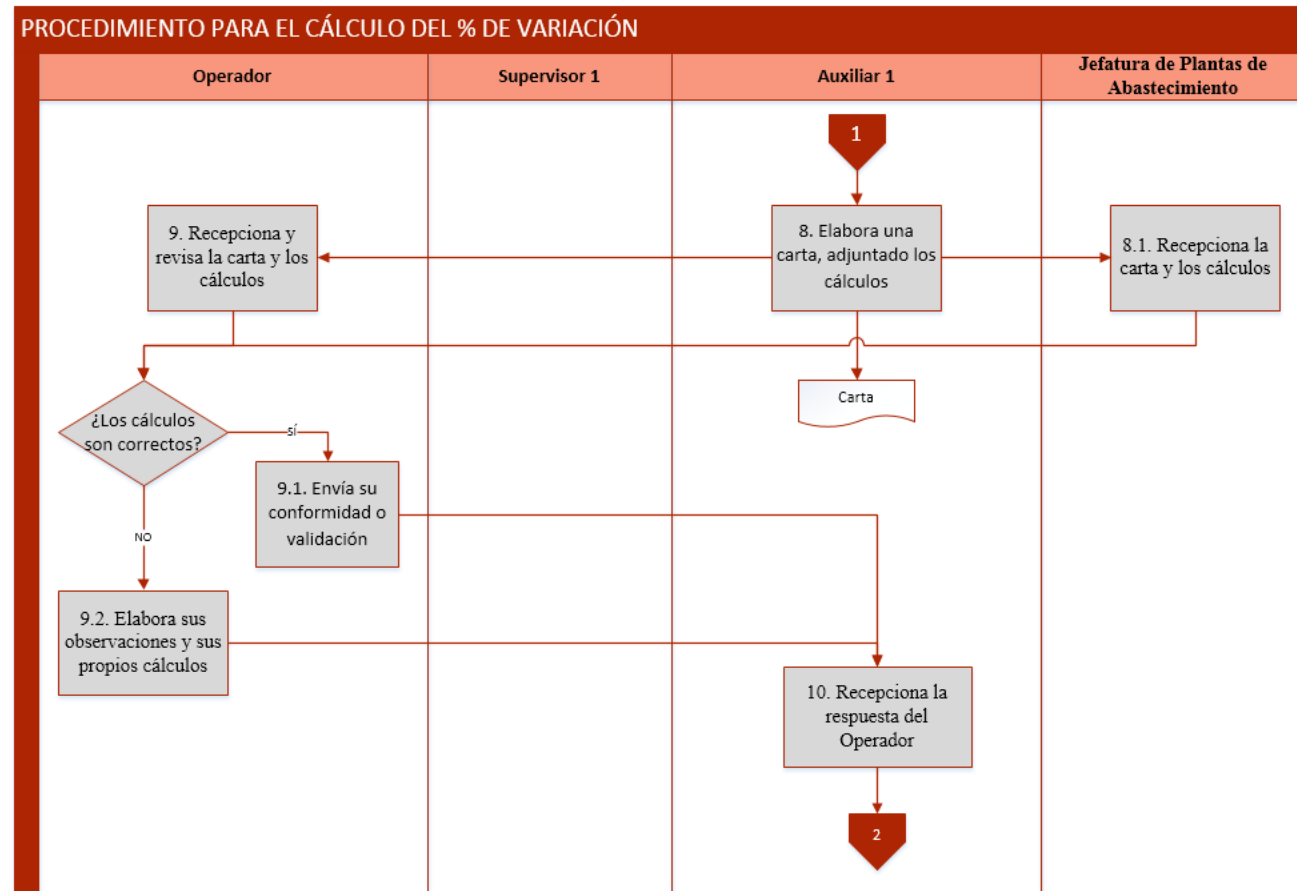 PROCEDIMIENTO PARA EL CÁLCULO DEL % DE VARIACIÓN
Operador
Supervisor 1
Auxiliar 1
Jefatura de Plantas de
Abastecimiento
1
9. Recepciona y
revisa la carta y los
cálculos
8. Elabora una
carta, adjuntado los
cálculos
8.1. Recepciona la
carta y los cálculos
Carta
¿Los cálculos
son correctos?
sí
9.1. Envía su
conformidad o
validación
NO
9.2. Elabora sus
observaciones y sus
propios cálculos
10. Recepciona la
respuesta del
Operador
2